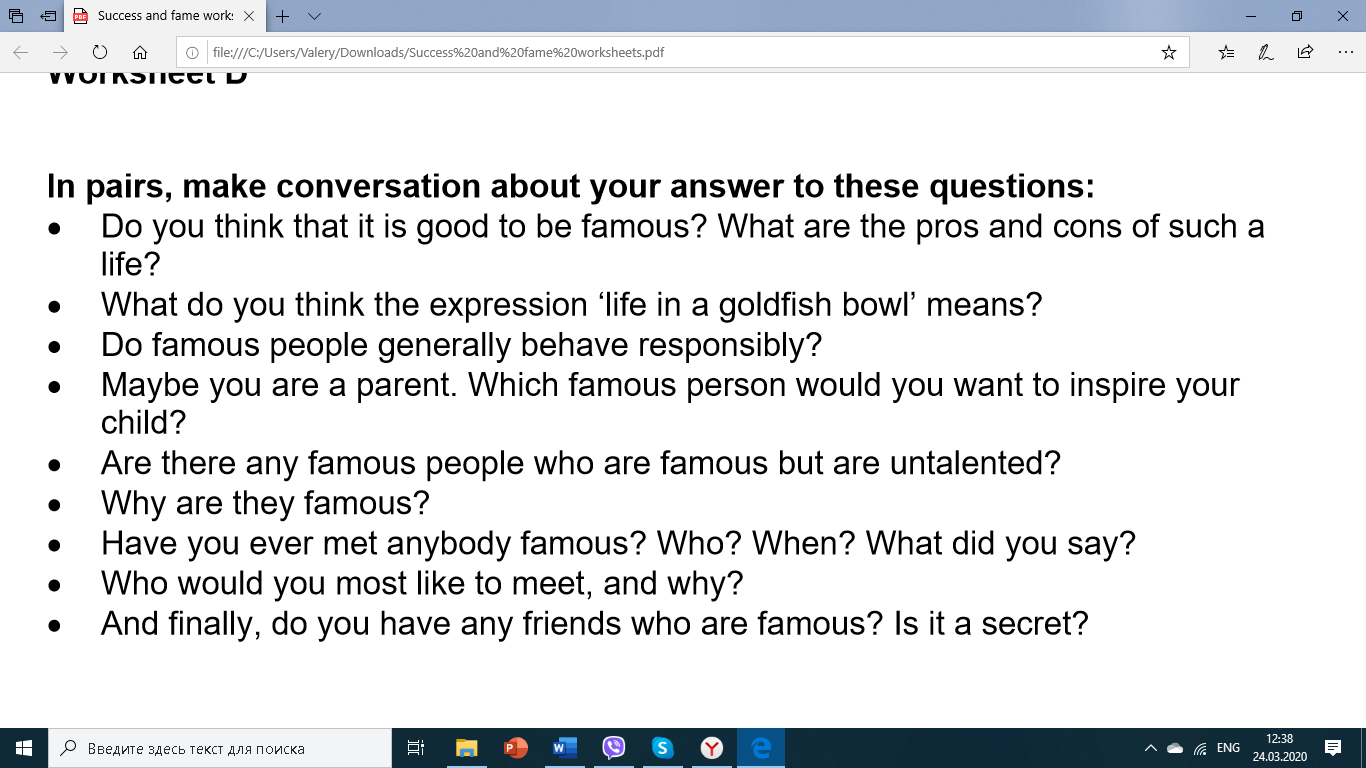 Success and fame works
file:///C:/Users/Valery/Downloads/Success%20and%20fame%20worksheets.pdf
Worksheet D
In pairs, make conversation about your answer to these questions:
• Do you think that it is good to be famous? What are the pros and cons of such a
life?
• What do you think the expression ‘life in a goldfish bowl’ means?
• Do famous people generally behave responsibly?
• Maybe you are a parent. Which famous person would you want to inspire your
child?
• Are there any famous people who are famous but are untalented?
• Why are they famous?
• Have you ever met anybody famous? Who? When? What did you say?
• Who would you most like to meet, and why?
• And finally, do you have any friends who are famous? Is it a secret?
Введите здесь текст для поиска
ENG
12:38
24.03.2020